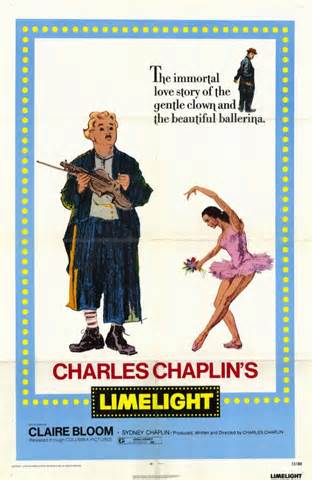 The immortal
love story of the
gentle clown and
the beautiful ballerina.
CHARLES CHAPLIN'S
LIMELIGHT
CLAIRE BLOOM
SYDNEY CHAPLIN · Produced, Written and Directed by CHARLES CHAPLIN
Released through COLUMBIA PICTURES
G
LIMELIGHT